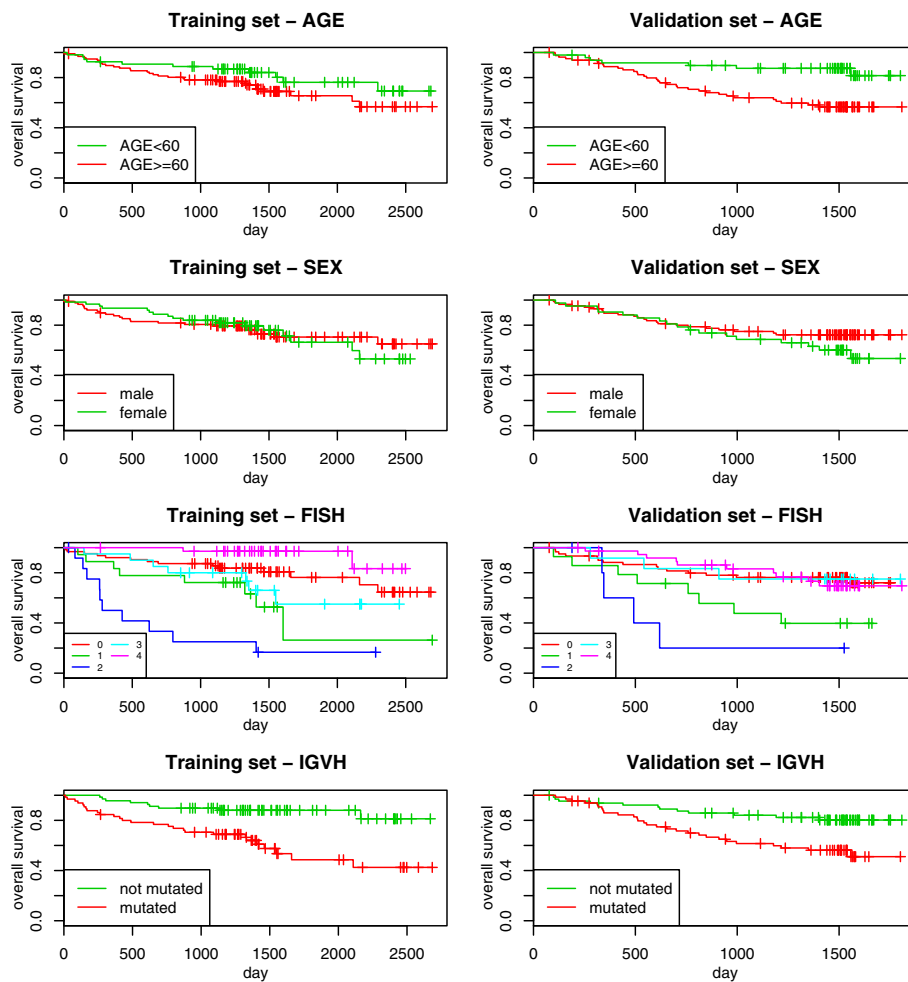 Training set – AGE
overall survival
0.0 0.4 0.8
AGE<60
AGE>=60
0 500 1000 1500 2000 2500
day
Validation set – AGE
overall survival
0.0 0.4 0.8
AGE<60
AGE>=60
0 500 1000 1500
day
Training set – SEX
overall survival
0.0 0.4 0.8
male
female
0 500 1000 1500 2000 2500
day
Validation set – SEX
overall survival
0.0 0.4 0.8
male
female
0 500 1000 1500
day
Training set – FISH
overall survival
0.0 0.4 0.8
0 3
1 4
2
0 500 1000 1500 2000 2500
day
Validation set – FISH
overall survival
0.0 0.4 0.8
0 3
1 4
2
0 500 1000 1500
day
Training set – IGVH
overall survival
0.0 0.4 0.8
not mutated
mutated
0 500 1000 1500 2000 2500
day
Validation set – IGVH
overall survival
0.0 0.4 0.8
not mutated
mutated
0 500 1000 1500
day